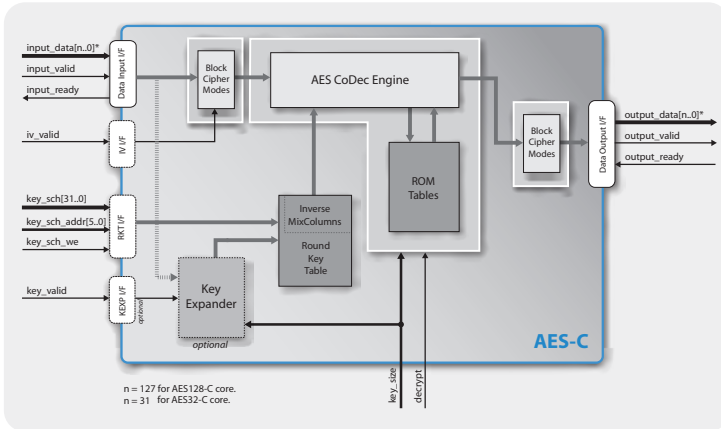 input_data[n..0]*
input_valid
input_ready
Data Input I/F
iv_valid
IV I/F
key_sch[31..0]
key_sch_addr[5..0]
key_sch_we
RKT I/F
key_valid
KEXP I/F
optional
Block
Cipher
Modes
AES CoDec Engine
ROM
Tables
Inverse
MixColumns
Round
Key
Table
Key
Expander
optional
Block
Cipher
Modes
Data Output I/F
output_data[n..0]*
output_valid
output_ready
AES-C
key_size
decrypt
n = 127 for AES128-C core.
n = 31 for AES32-C core.